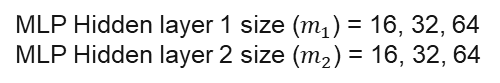 MLP Hidden layer 1 size (m₁) = 16, 32, 64
MLP Hidden layer 2 size (m₂) = 16, 32, 64